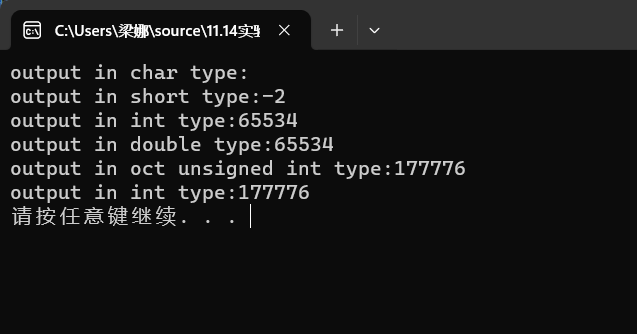 C:\Users\梁娜\source\11.14实
output in char type:
output in short type:-2
output in int type:65534
output in double type:65534
output in oct unsigned int type:177776
output in int type:177776
请按任意键继续. . .